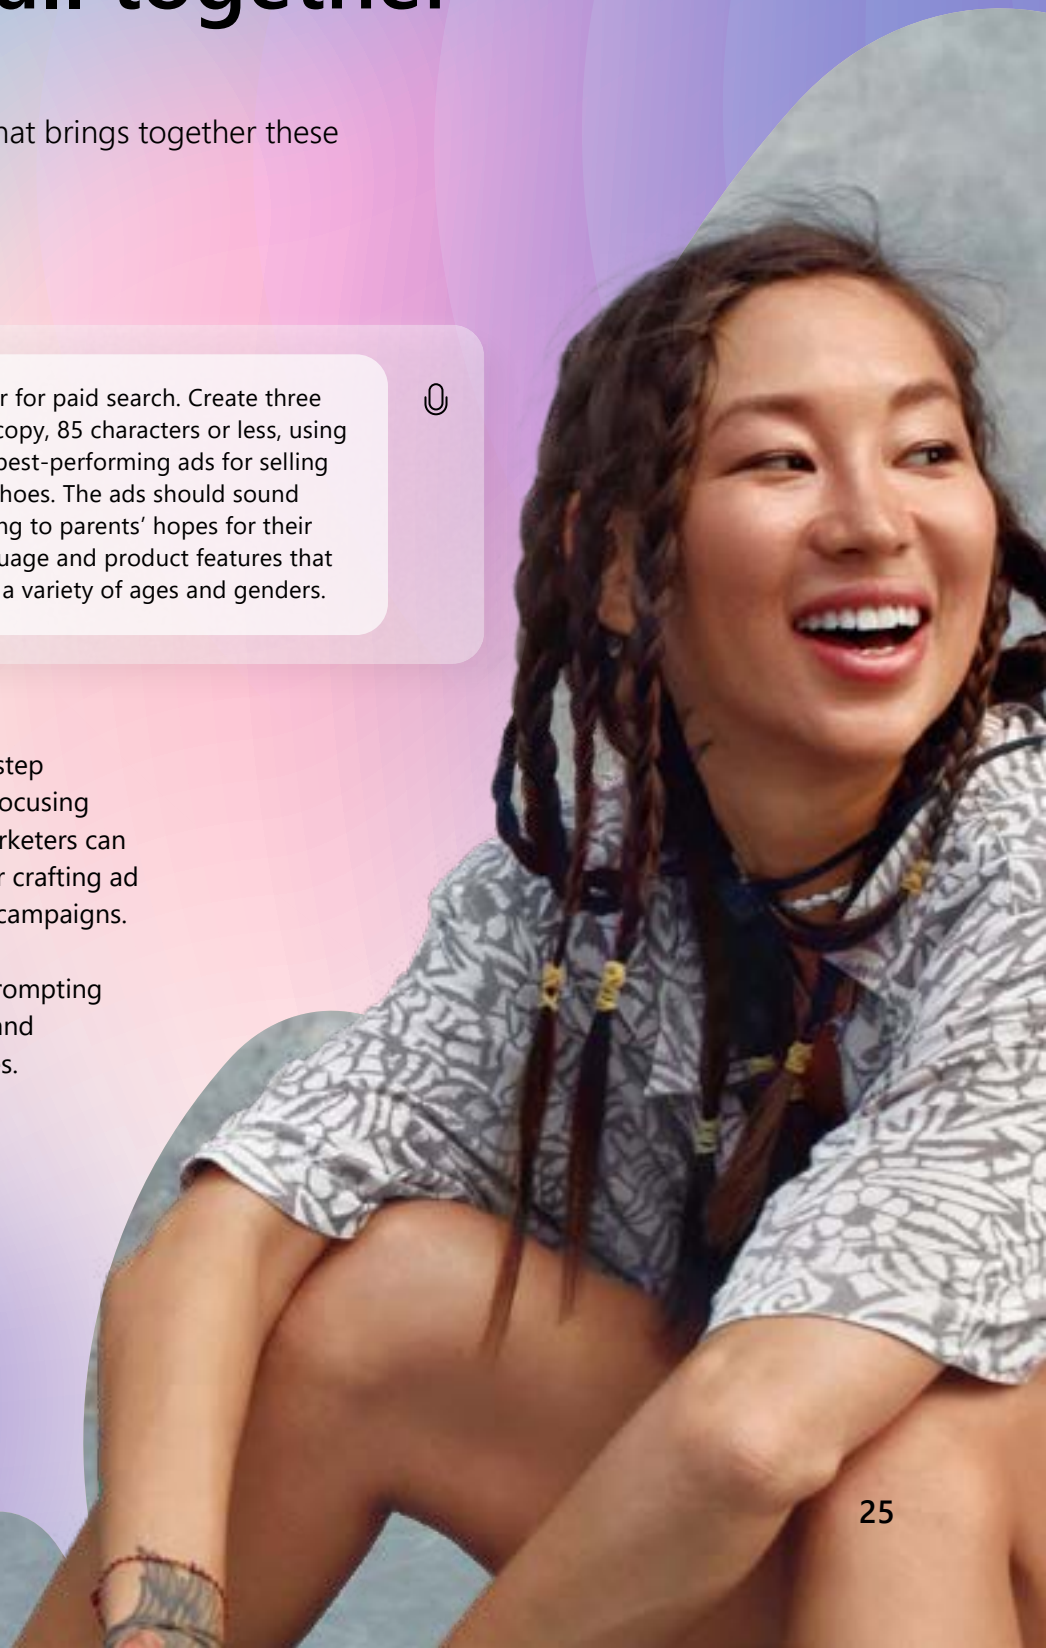 all together
hat brings together these
r for paid search. Create three
copy, 85 characters or less, using
best-performing ads for selling
hoes. The ads should sound
ng to parents’ hopes for their
uage and product features that
a variety of ages and genders.
step
ocusing
rketers can
r crafting ad
campaigns.
rompting
and
s.
25